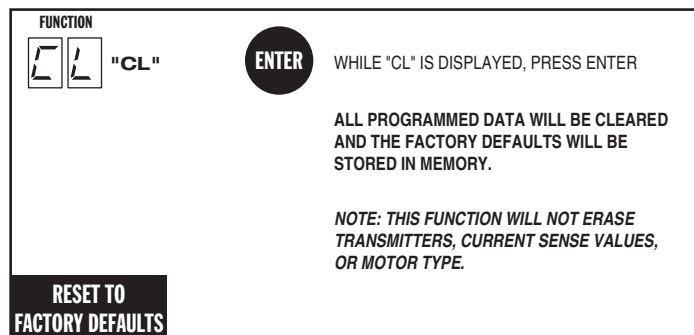 FUNCTION
CL "CL"
ENTER
WHILE "CL" IS DISPLAYED, PRESS ENTER
ALL PROGRAMMED DATA WILL BE CLEARED
AND THE FACTORY DEFAULTS WILL BE
STORED IN MEMORY.
NOTE: THIS FUNCTION WILL NOT ERASE
TRANSMITTERS, CURRENT SENSE VALUES,
OR MOTOR TYPE.
RESET TO
FACTORY DEFAULTS